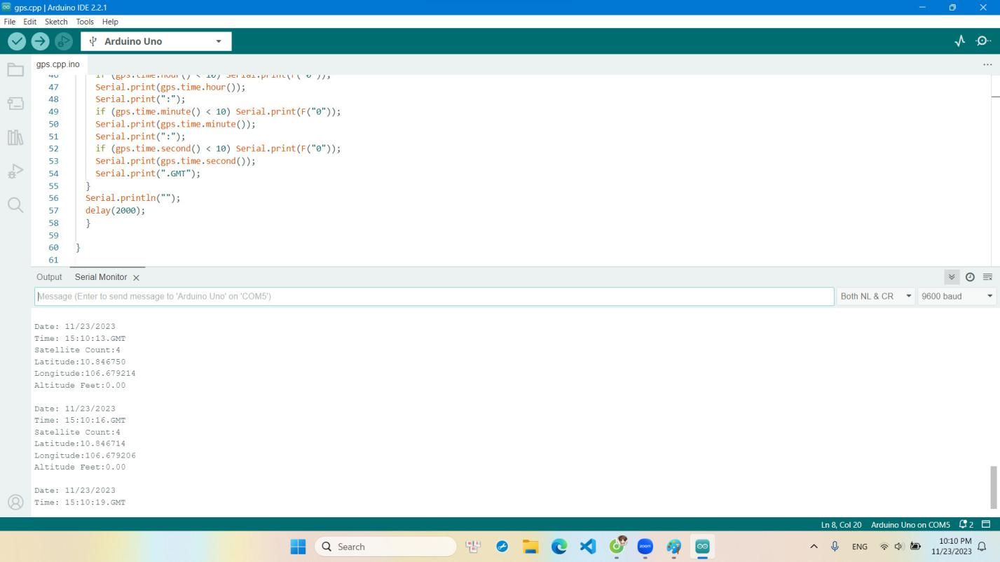 gps.cpp | Arduino IDE 2.2.1
File Edit Sketch Tools Help
Arduino Uno
gps.cpp.ino
46 if (gps.time.hour() < 10) Serial.print(F("0"));
47 Serial.print(gps.time.hour());
48 Serial.print(":");
49 if (gps.time.minute() < 10) Serial.print(F("0"));
50 Serial.print(gps.time.minute());
51 Serial.print(":");
52 if (gps.time.second() < 10) Serial.print(F("0"));
53 Serial.print(gps.time.second());
54 Serial.print(".GMT");
55 }
56 Serial.println("");
57 delay(2000);
58 }
59
60 }
61
Output Serial Monitor
Message (Enter to send message to 'Arduino Uno' on 'COM5') Both NL & CR 9600 baud
Date: 11/23/2023
Time: 15:10:13.GMT
Satellite Count:4
Latitude:10.846750
Longitude:106.679214
Altitude Feet:0.00
Date: 11/23/2023
Time: 15:10:16.GMT
Satellite Count:4
Latitude:10.846714
Longitude:106.679206
Altitude Feet:0.00
Date: 11/23/2023
Time: 15:10:19.GMT
Ln 8, Col 20 Arduino Uno on COM5 2
Search zoom ENG 10:10 PM
11/23/2023